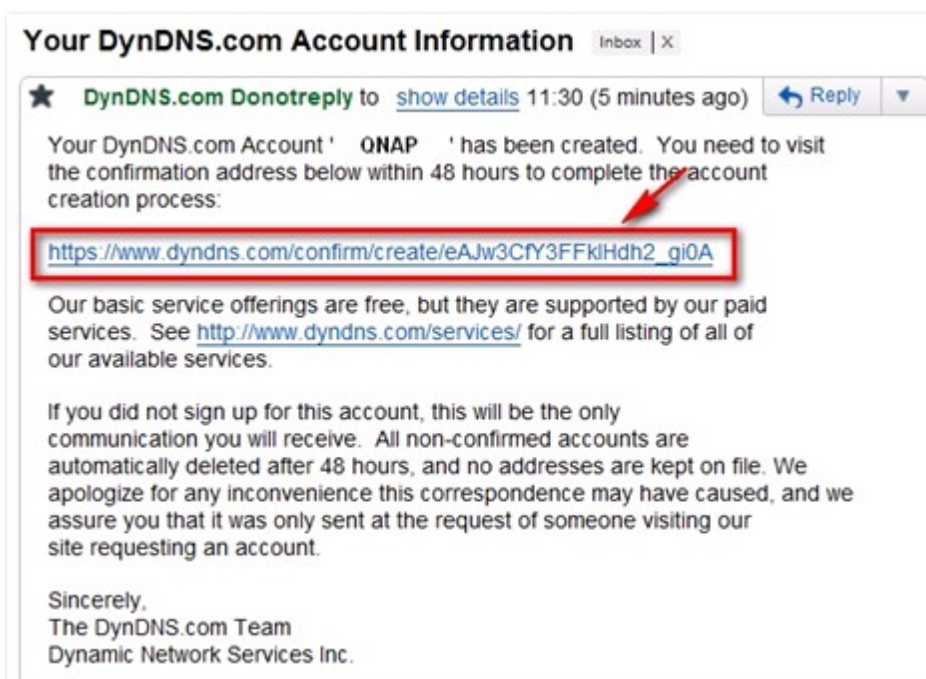 Your DynDNS.com Account Information Inbox | X
DynDNS.com Donotreply to show details 11:30 (5 minutes ago) Reply
Your DynDNS.com Account ' QNAP ' has been created. You need to visit
the confirmation address below within 48 hours to complete the account
creation process:
https://www.dyndns.com/confirm/create/eAJw3CfY3FFklHdh2_gi0A
Our basic service offerings are free, but they are supported by our paid
services. See http://www.dyndns.com/services/ for a full listing of all of
our available services.
If you did not sign up for this account, this will be the only
communication you will receive. All non-confirmed accounts are
automatically deleted after 48 hours, and no addresses are kept on file. We
apologize for any inconvenience this correspondence may have caused, and we
assure you that it was only sent at the request of someone visiting our
site requesting an account.
Sincerely,
The DynDNS.com Team
Dynamic Network Services Inc.